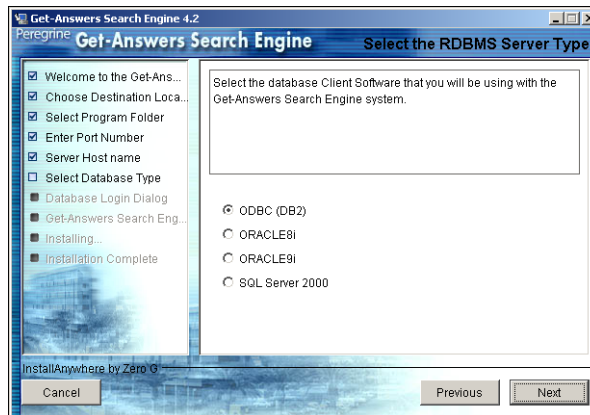 Get-Answers Search Engine 4.2
Peregrine Get-Answers Search Engine
Select the RDBMS Server Type
Welcome to the Get-Ans...
Choose Destination Loca...
Select Program Folder
Enter Port Number
Server Host name
Select Database Type
Database Login Dialog
Get-Answers Search Eng...
Installing...
Installation Complete
Select the database Client Software that you will be using with the
Get-Answers Search Engine system.
ODBC (DB2)
ORACLE8i
ORACLE9i
SQL Server 2000
InstallAnywhere by Zero G
Cancel
Previous
Next